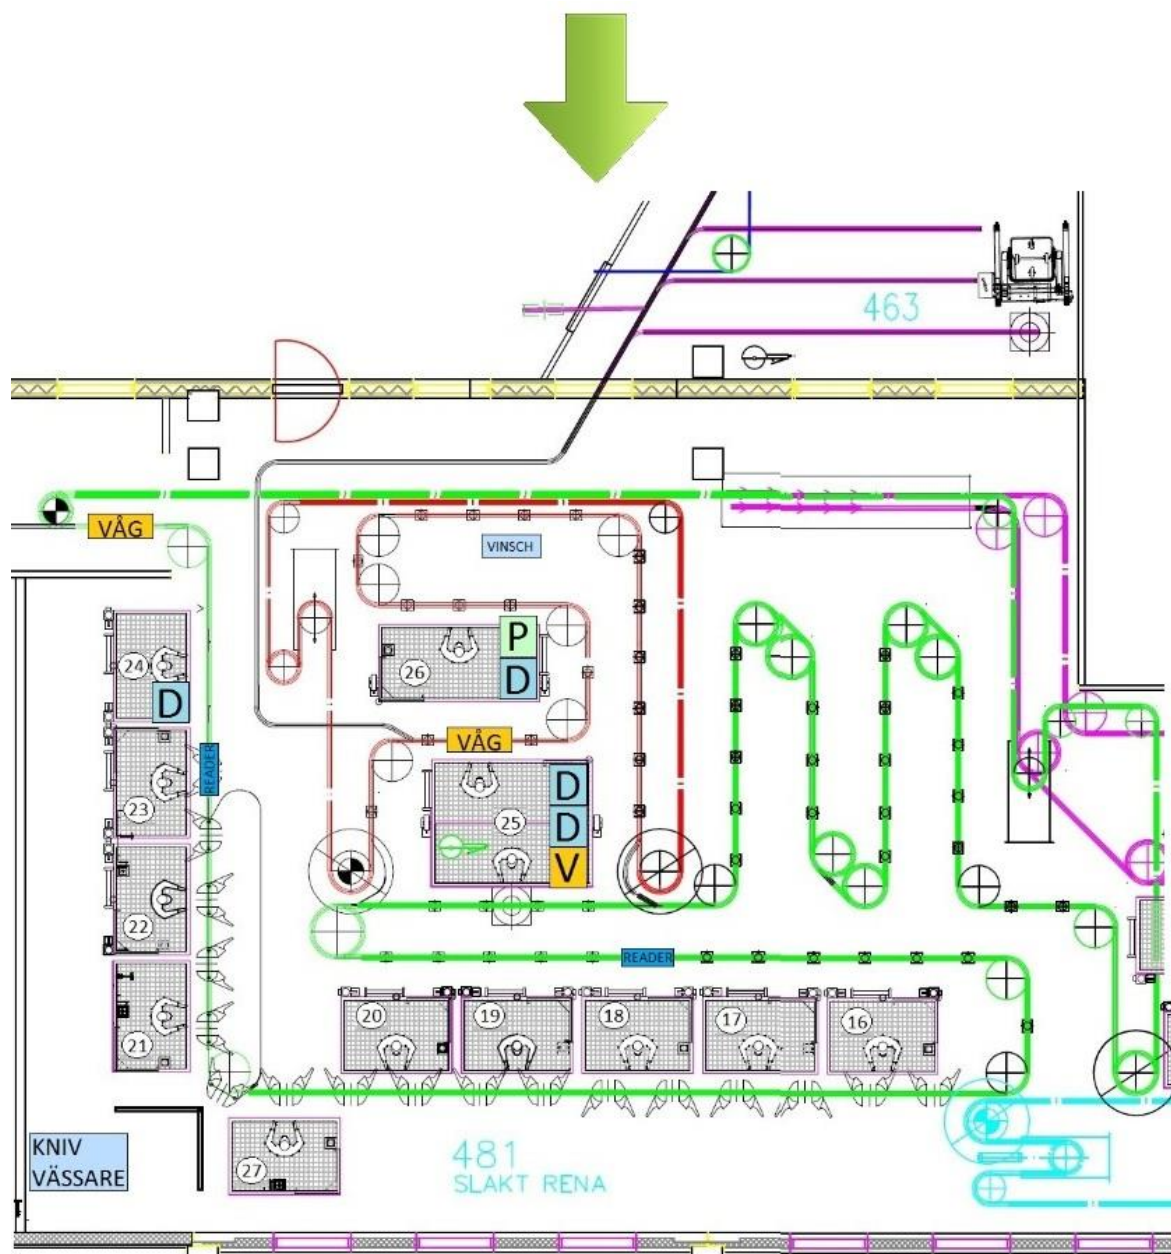 463
VÅG
VINSCH
P
24
26
D
D
READER
VÅG
23
D
25
D
V
22
READER
20
19
18
17
16
21
KNIV
VÄSSARE
27
481
SLAKT RENA